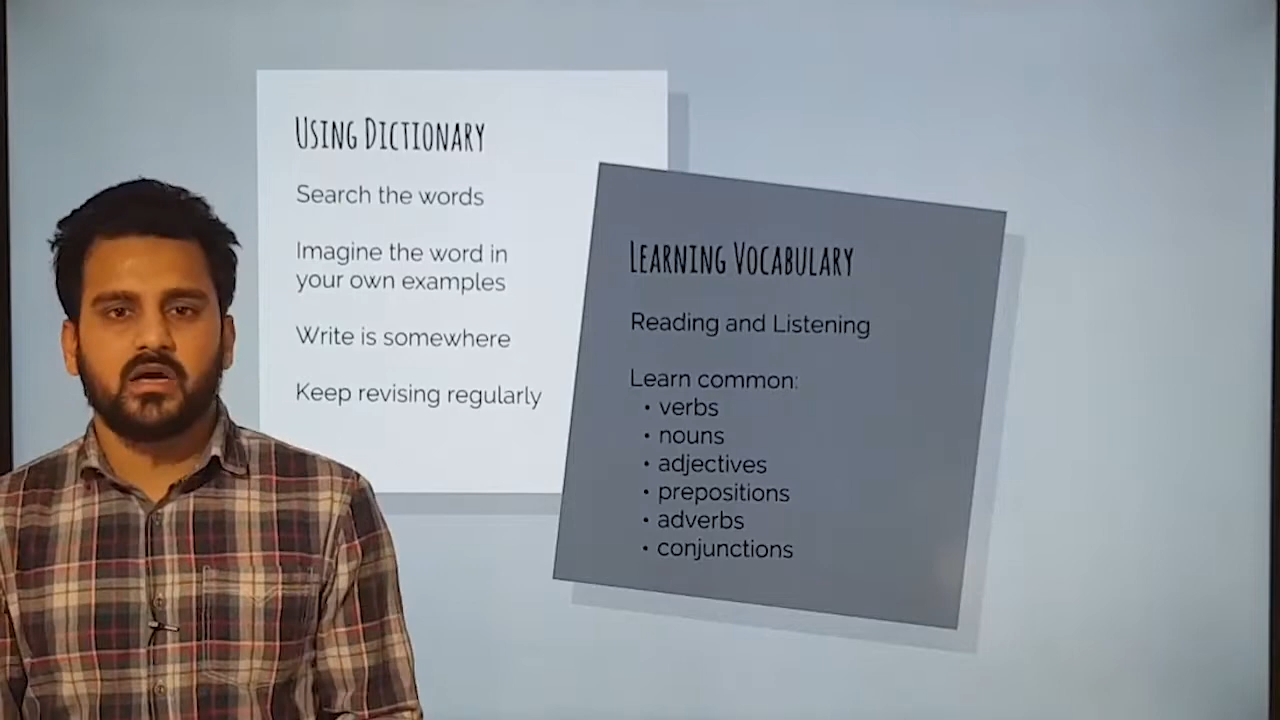 USING DICTIONARY
Search the words
Imagine the word in
your own examples
Write is somewhere
Keep revising regularly
LEARNING VOCABULARY
Reading and Listening
Learn common:
• verbs
• nouns
• adjectives
• prepositions
• adverbs
• conjunctions